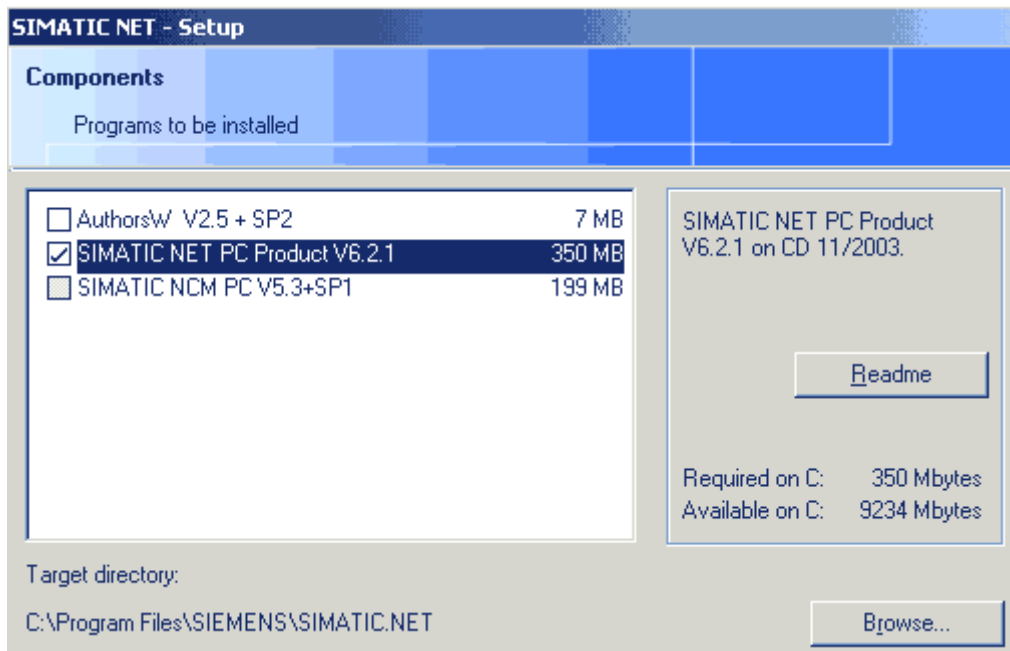 SIMATIC NET - Setup
Components
Programs to be installed
AuthorsW V2.5 + SP2 7 MB
SIMATIC NET PC Product V6.2.1 350 MB
SIMATIC NCM PC V5.3+SP1 199 MB
SIMATIC NET PC Product
V6.2.1 on CD 11/2003.
Readme
Required on C: 350 Mbytes
Available on C: 9234 Mbytes
Target directory:
C:\Program Files\SIEMENS\SIMATIC.NET
Browse...